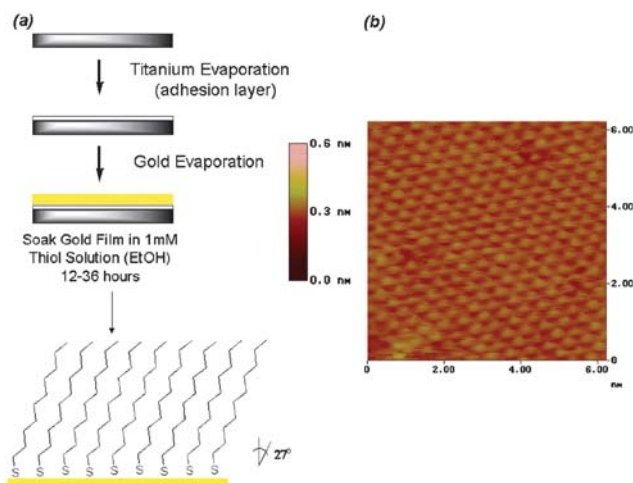 (a)
Titanium Evaporation
(adhesion layer)
Gold Evaporation
Soak Gold Film in 1mM
Thiol Solution (EtOH)
12-36 hours
S S S S S S S S S
27°
(b)
0.6 nM
0.3 nM
0.0 nM
6.00
4.00
2.00
0
0 2.00 4.00 6.00
nM